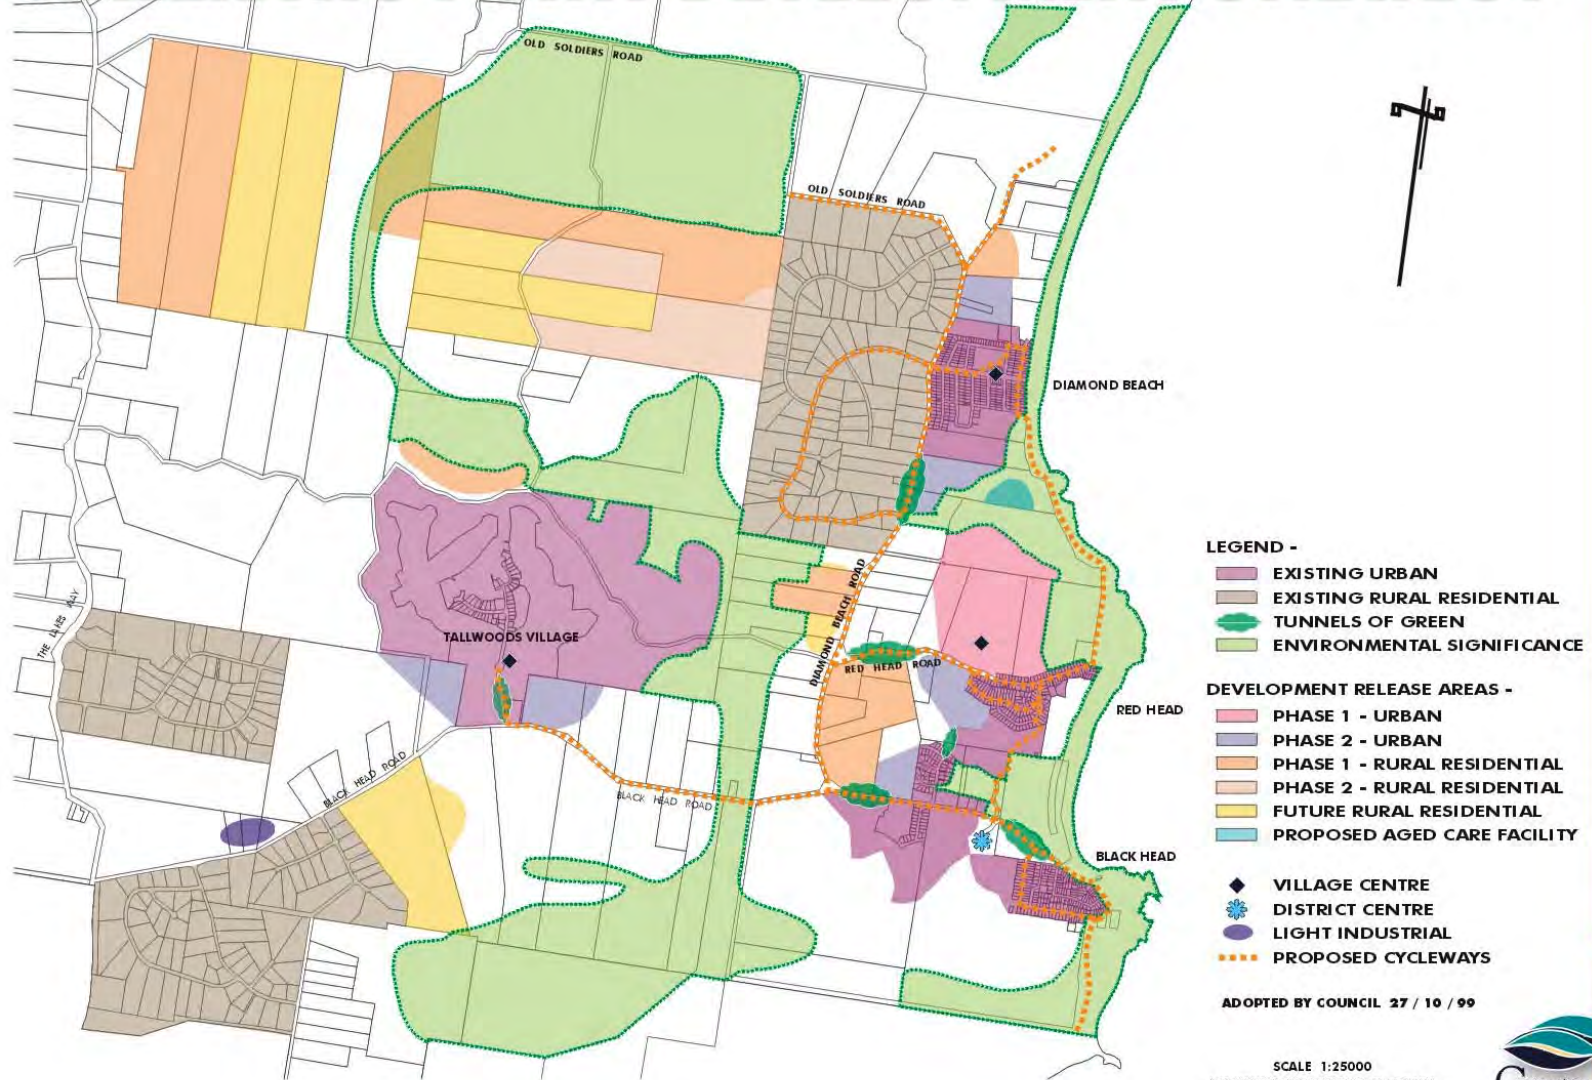 OLD SOLDIERS ROAD
OLD SOLDIERS ROAD
DIAMOND BEACH
THE LAKES WAY
TALLWOODS VILLAGE
DIAMOND BEACH ROAD
RED HEAD ROAD
RED HEAD
BLACK HEAD ROAD
BLACK HEAD ROAD
BLACK HEAD
LEGEND -
EXISTING URBAN
EXISTING RURAL RESIDENTIAL
TUNNELS OF GREEN
ENVIRONMENTAL SIGNIFICANCE
DEVELOPMENT RELEASE AREAS -
PHASE 1 - URBAN
PHASE 2 - URBAN
PHASE 1 - RURAL RESIDENTIAL
PHASE 2 - RURAL RESIDENTIAL
FUTURE RURAL RESIDENTIAL
PROPOSED AGED CARE FACILITY
VILLAGE CENTRE
DISTRICT CENTRE
LIGHT INDUSTRIAL
PROPOSED CYCLEWAYS
ADOPTED BY COUNCIL 27 / 10 / 99
SCALE 1:25000